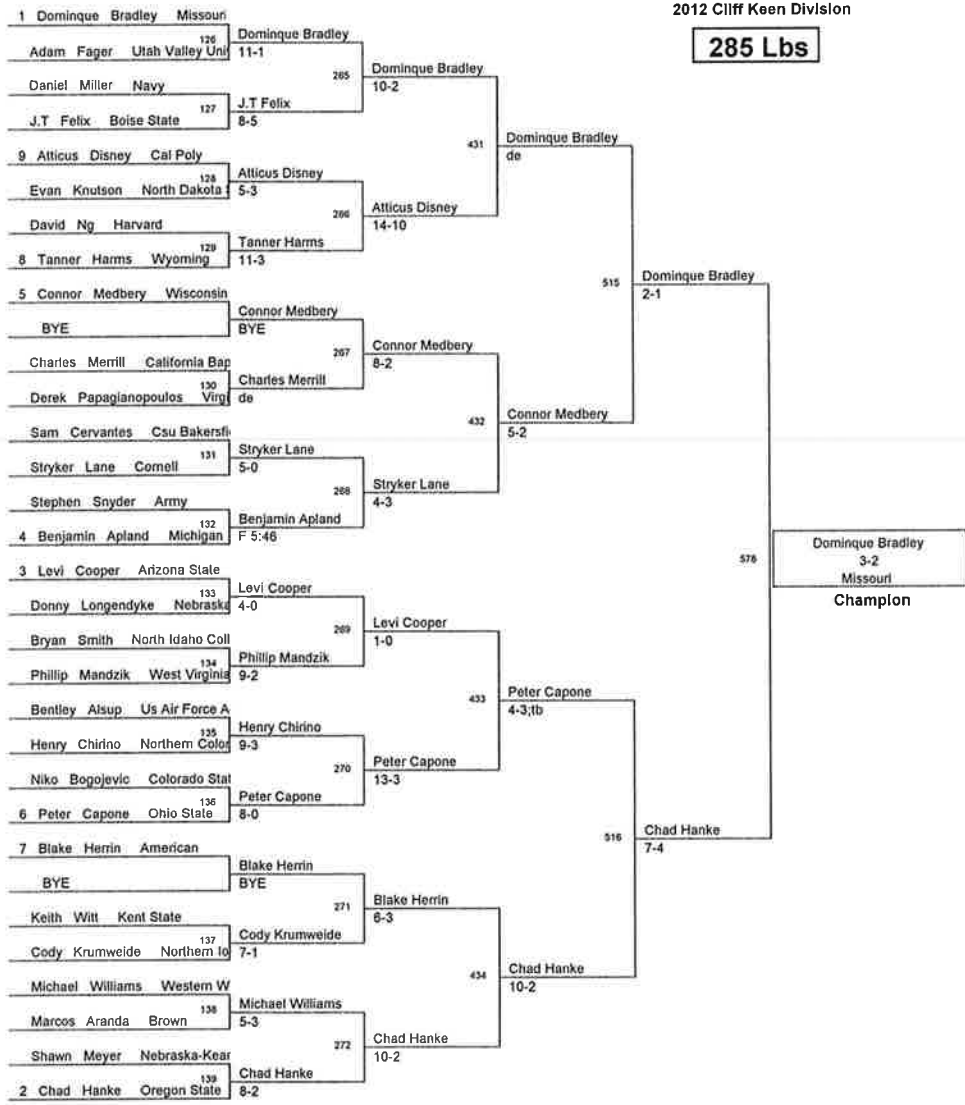 2012 Cliff Keen Division
285 Lbs
1 Dominque Bradley Missouri
126
Adam Fager Utah Valley Uni
Daniel Miller Navy
127
J.T Felix Boise State
9 Atticus Disney Cal Poly
128
Evan Knutson North Dakota
David Ng Harvard
129
8 Tanner Harms Wyoming
5 Connor Medbery Wisconsin
BYE
Charles Merrill California Bap
130
Derek Papagianopoulos Virgi
Sam Cervantes Csu Bakersfi
131
Stryker Lane Cornell
Stephen Snyder Army
132
4 Benjamin Apland Michigan
3 Levi Cooper Arizona State
133
Donny Longendyke Nebraska
Bryan Smith North Idaho Coll
134
Phillip Mandzik West Virginia
Bentley Alsup Us Air Force A
135
Henry Chirino Northern Color
Niko Bogojevic Colorado Stat
136
6 Peter Capone Ohio State
7 Blake Herrin American
BYE
Keith Witt Kent State
137
Cody Krumweide Northern Io
Michael Williams Western W
138
Marcos Aranda Brown
Shawn Meyer Nebraska-Kear
139
2 Chad Hanke Oregon State
Dominque Bradley
11-1
265
J.T Felix
8-5
Atticus Disney
5-3
266
Tanner Harms
11-3
Connor Medbery
BYE
267
Charles Merrill
de
Stryker Lane
5-0
268
Benjamin Apland
F 5:46
Levi Cooper
4-0
269
Phillip Mandzik
9-2
Henry Chirino
9-3
270
Peter Capone
8-0
Blake Herrin
BYE
271
Cody Krumweide
7-1
Michael Williams
5-3
272
Chad Hanke
8-2
Dominque Bradley
10-2
431
Atticus Disney
14-10
Connor Medbery
8-2
432
Stryker Lane
4-3
Levi Cooper
1-0
433
Peter Capone
13-3
Blake Herrin
6-3
434
Chad Hanke
10-2
Dominque Bradley
de
515
Connor Medbery
5-2
Peter Capone
4-3;tb
516
Chad Hanke
10-2
Dominque Bradley
2-1
576
Chad Hanke
7-4
Dominque Bradley
3-2
Missouri
Champion